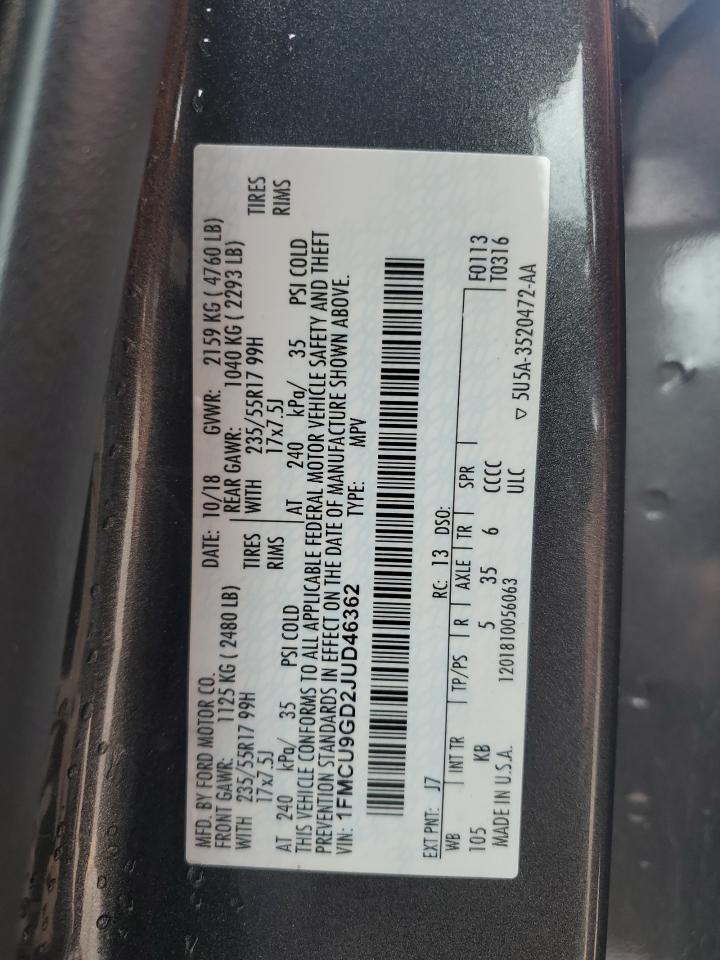 MFD. BY FORD MOTOR CO. DATE: 10/18 GVWR: 2159 KG ( 4760 LB)
FRONT GAWR: 1125 KG ( 2480 LB) REAR GAWR: 1040 KG ( 2293 LB)
WITH 235/55R17 99H TIRES WITH 235/55R17 99H TIRES
17x7.5J RIMS 17x7.5J RIMS
AT 240 kPa/ 35 PSI COLD AT 240 kPa/ 35 PSI COLD
THIS VEHICLE CONFORMS TO ALL APPLICABLE FEDERAL MOTOR VEHICLE SAFETY AND THEFT
PREVENTION STANDARDS IN EFFECT ON THE DATE OF MANUFACTURE SHOWN ABOVE.
VIN: 1FMCU9GD2JUD46362 TYPE: MPV
EXT PNT: J7 RC: 13 DSO:
WB INT TR TP/PS R AXLE TR SPR F0113
105 KB 5 35 6 CCCC T0316
MADE IN U.S.A. 1201810056063 ULC ▽ 5U5A-3520472-AA